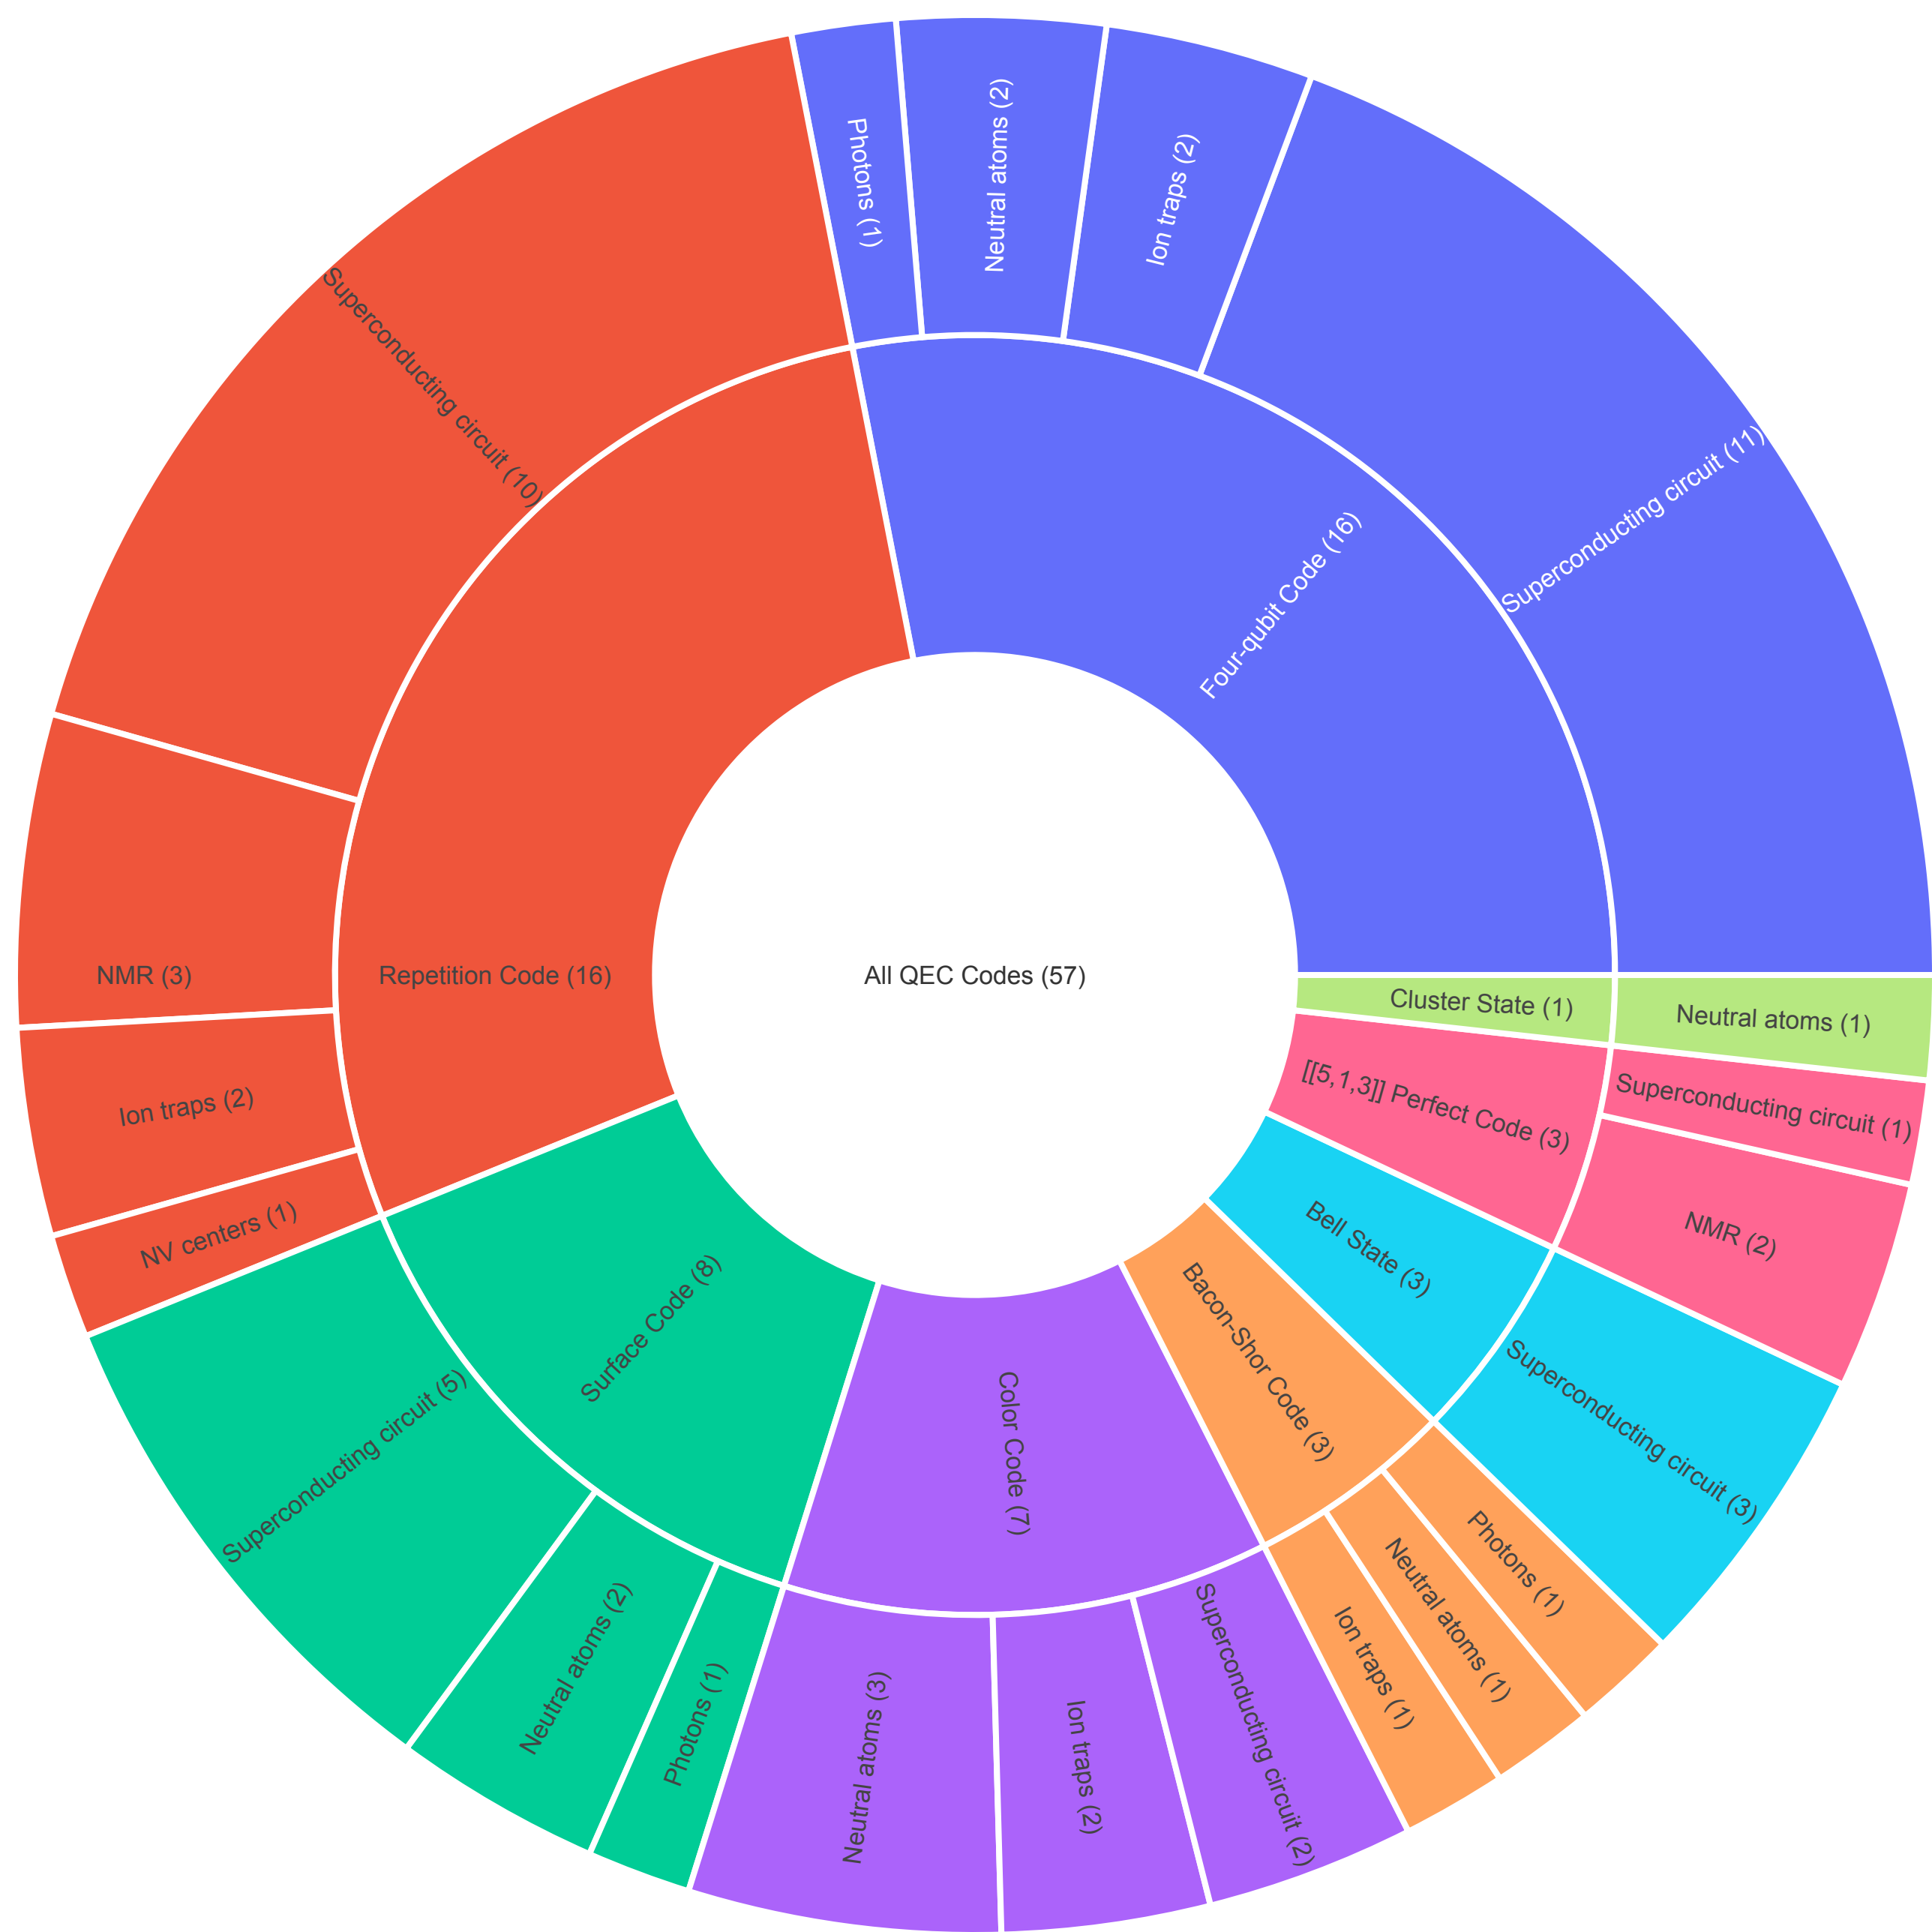 All QEC Codes (57)
Four-qubit Code (16)
Superconducting circuit (11)
Ion traps (2)
Neutral atoms (2)
Photons (1)
Repetition Code (16)
Superconducting circuit (10)
NMR (3)
Ion traps (2)
NV centers (1)
Surface Code (8)
Superconducting circuit (5)
Neutral atoms (2)
Photons (1)
Color Code (7)
Neutral atoms (3)
Ion traps (2)
Superconducting circuit (2)
Bacon-Shor Code (3)
Ion traps (1)
Neutral atoms (1)
Photons (1)
Bell State (3)
Superconducting circuit (3)
[[5,1,3]] Perfect Code (3)
NMR (2)
Superconducting circuit (1)
Cluster State (1)
Neutral atoms (1)